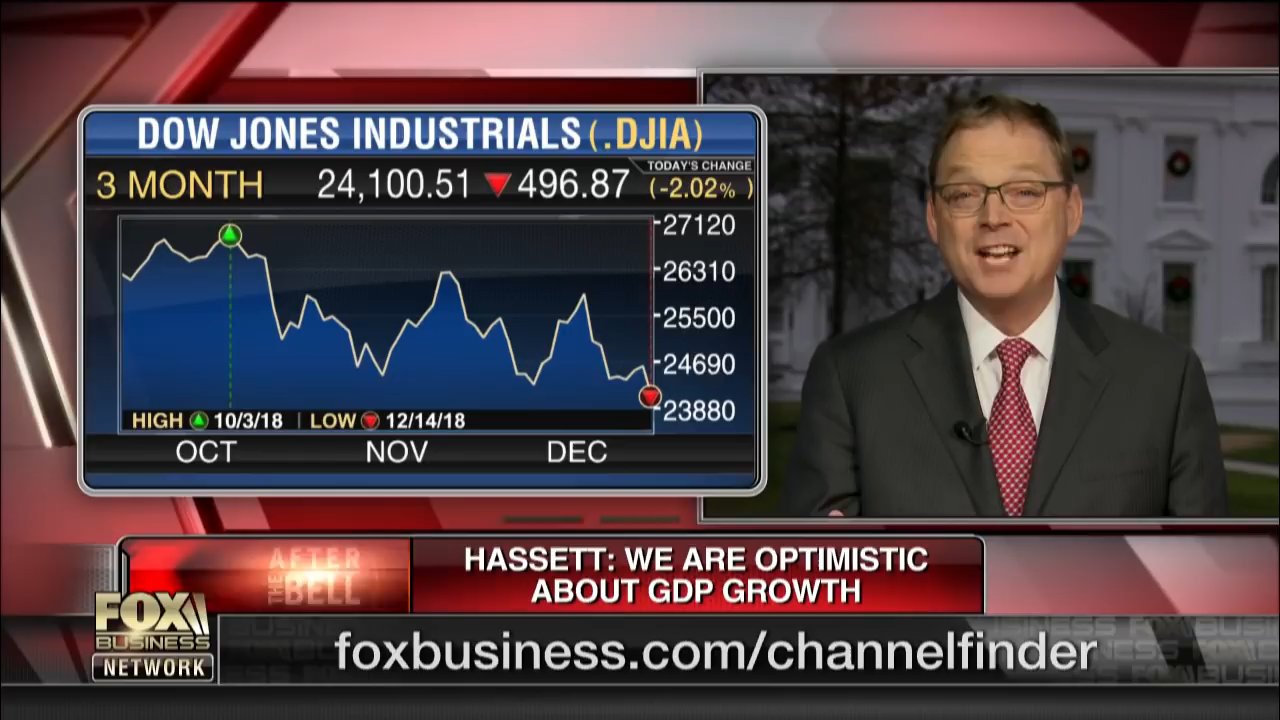 DOW JONES INDUSTRIALS (.DJIA)
TODAY'S CHANGE
3 MONTH 24,100.51 ▼ 496.87 (-2.02% )
27120
26310
25500
24690
23880
HIGH 10/3/18 | LOW 12/14/18
OCT NOV DEC
AFTER
THE BELL
HASSETT: WE ARE OPTIMISTIC
ABOUT GDP GROWTH
FOX
BUSINESS
NETWORK
foxbusiness.com/channelfinder